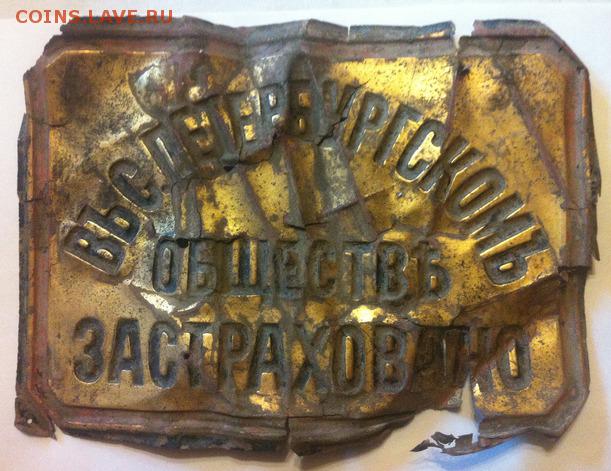 COINS.LAVE.RU
ВЪ С.ПЕТЕРБУРГСКОМЪ
ОБЩЕСТВѢ
ЗАСТРАХОВАНО